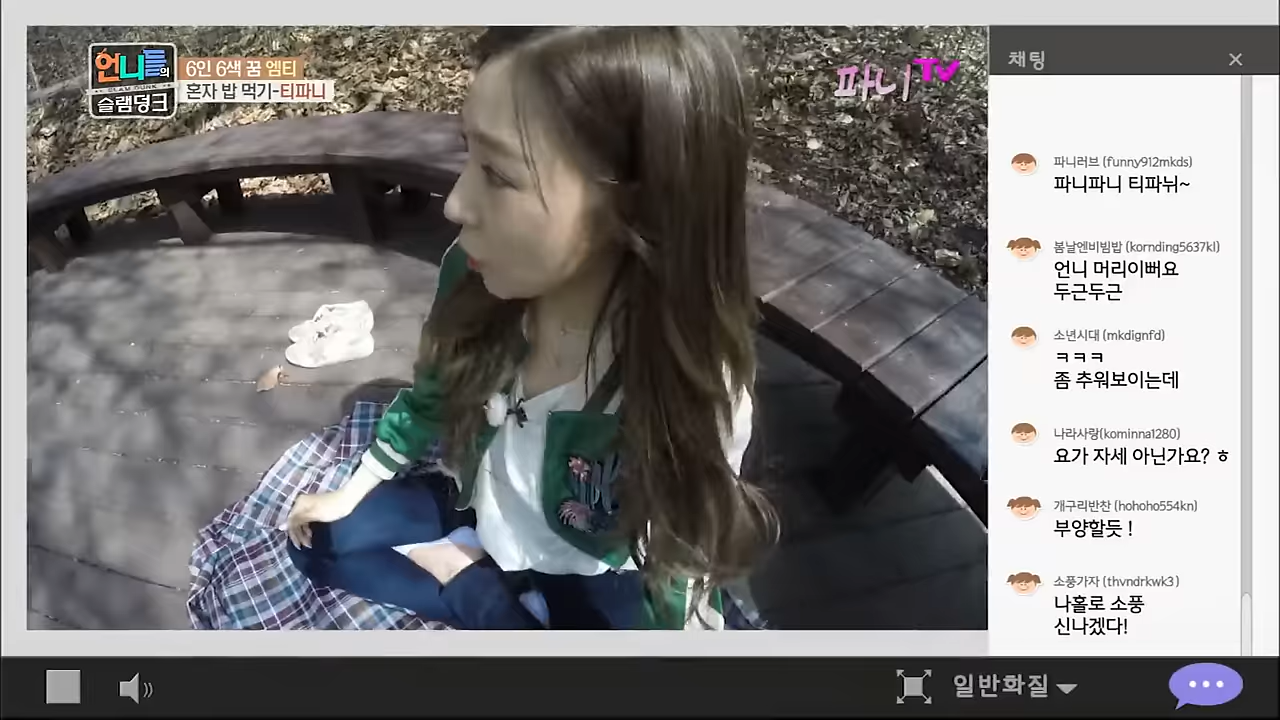 언니들의
SLAM DUNK
슬램덩크
6인 6색 꿈 엠티
혼자 밥 먹기-티파니
파니TV
채팅
파니러브 (funny912mkds)
파니파니 티파뉘~
봄날엔비빔밥 (kornding5637kl)
언니 머리이뻐요
두근두근
소년시대 (mkdignfd)
ㅋㅋㅋ
좀 추워보이는데
나라사랑(kominna1280)
요가 자세 아닌가요? ㅎ
개구리반찬 (hohoho554kn)
부양할듯 !
소풍가자 (thvndrkwk3)
나홀로 소풍
신나겠다!
일반화질